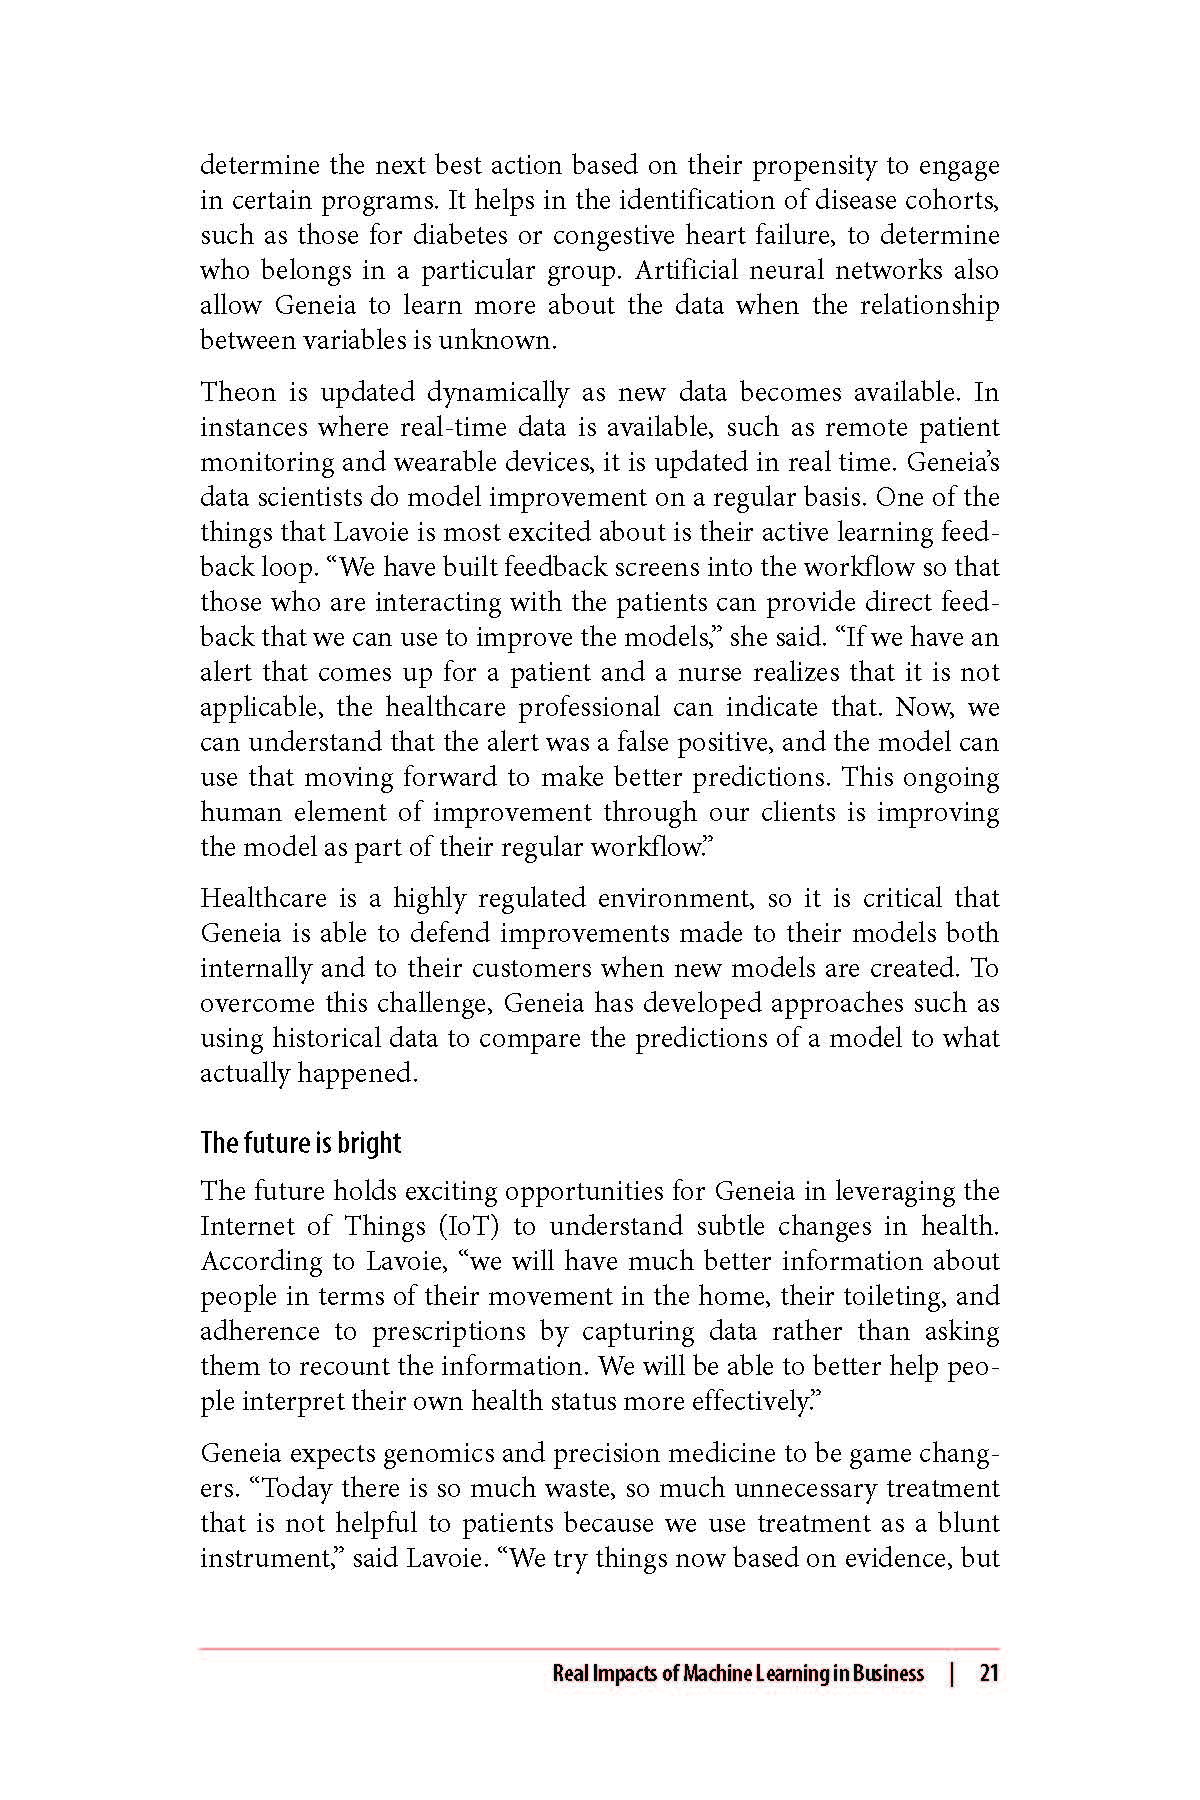 determine the next best action based on their propensity to engage
in certain programs. It helps in the identification of disease cohorts,
such as those for diabetes or congestive heart failure, to determine
who belongs in a particular group. Artificial neural networks also
allow Geneia to learn more about the data when the relationship
between variables is unknown.
Theon is updated dynamically as new data becomes available. In
instances where real-time data is available, such as remote patient
monitoring and wearable devices, it is updated in real time. Geneia’s
data scientists do model improvement on a regular basis. One of the
things that Lavoie is most excited about is their active learning feed-
back loop. “We have built feedback screens into the workflow so that
those who are interacting with the patients can provide direct feed-
back that we can use to improve the models,” she said. “If we have an
alert that comes up for a patient and a nurse realizes that it is not
applicable, the healthcare professional can indicate that. Now, we
can understand that the alert was a false positive, and the model can
use that moving forward to make better predictions. This ongoing
human element of improvement through our clients is improving
the model as part of their regular workflow.”
Healthcare is a highly regulated environment, so it is critical that
Geneia is able to defend improvements made to their models both
internally and to their customers when new models are created. To
overcome this challenge, Geneia has developed approaches such as
using historical data to compare the predictions of a model to what
actually happened.
The future is bright
The future holds exciting opportunities for Geneia in leveraging the
Internet of Things (IoT) to understand subtle changes in health.
According to Lavoie, “we will have much better information about
people in terms of their movement in the home, their toileting, and
adherence to prescriptions by capturing data rather than asking
them to recount the information. We will be able to better help peo-
ple interpret their own health status more effectively.”
Geneia expects genomics and precision medicine to be game chang-
ers. “Today there is so much waste, so much unnecessary treatment
that is not helpful to patients because we use treatment as a blunt
instrument,” said Lavoie. “We try things now based on evidence, but
Real Impacts of Machine Learning in Business | 21